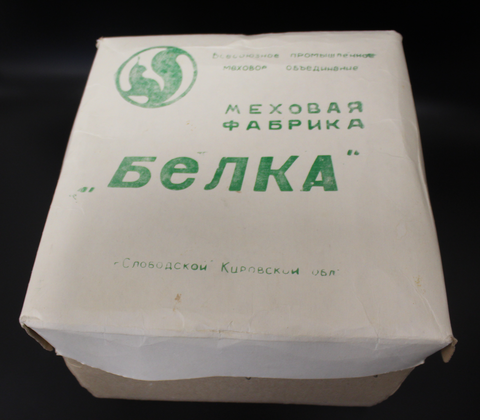 Всесоюзное промышленное
меховое объединение
МЕХОВАЯ
ФАБРИКА
„БЕЛКА“
г. Слободской Кировской обл.